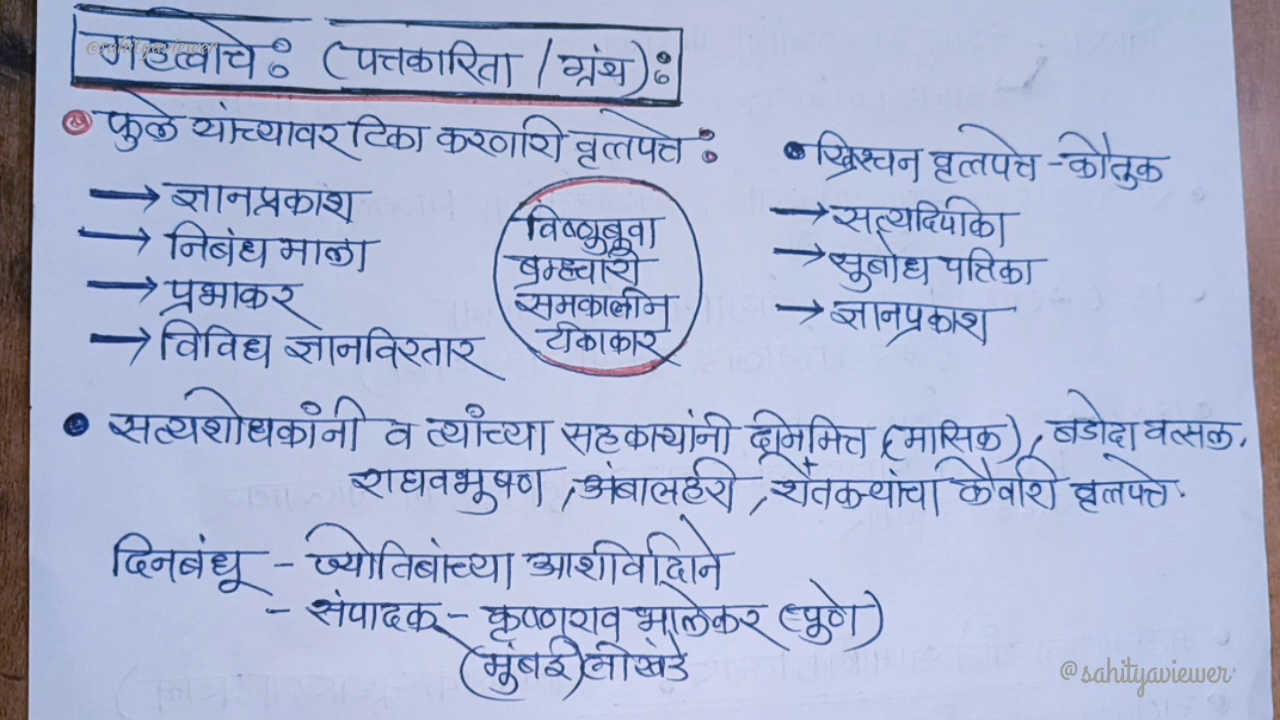 @sahityaviewer
महत्वाचे : (पत्रकारिता / ग्रंथ) :
फुले यांच्यावर टिका करणारी वृत्तपत्रे :
→ ज्ञानप्रकाश
→ निबंध माला
→ प्रभाकर
→ विविध ज्ञानविस्तार
विष्णुबुवा
ब्रम्हचारी
समकालीन
टीकाकार
• ख्रिश्चन वृत्तपत्रे - कौतुक
→ सत्यदिपीका
→ सुबोध पत्रिका
→ ज्ञानप्रकाश
• सत्यशोधकांनी व त्यांच्या सहकाऱ्यांनी दीनमित्र (मासिक), बडोदा वत्सल,
राघवभुषण, अंबालहरी, शेतकऱ्यांचा कैवारी वृत्तपत्रे.
दिनबंधू - ज्योतिबांच्या आशीर्वादाने
- संपादक - कृष्णराव भालेकर (पुणे)
(मुंबई) लोखंडे
@sahityaviewer